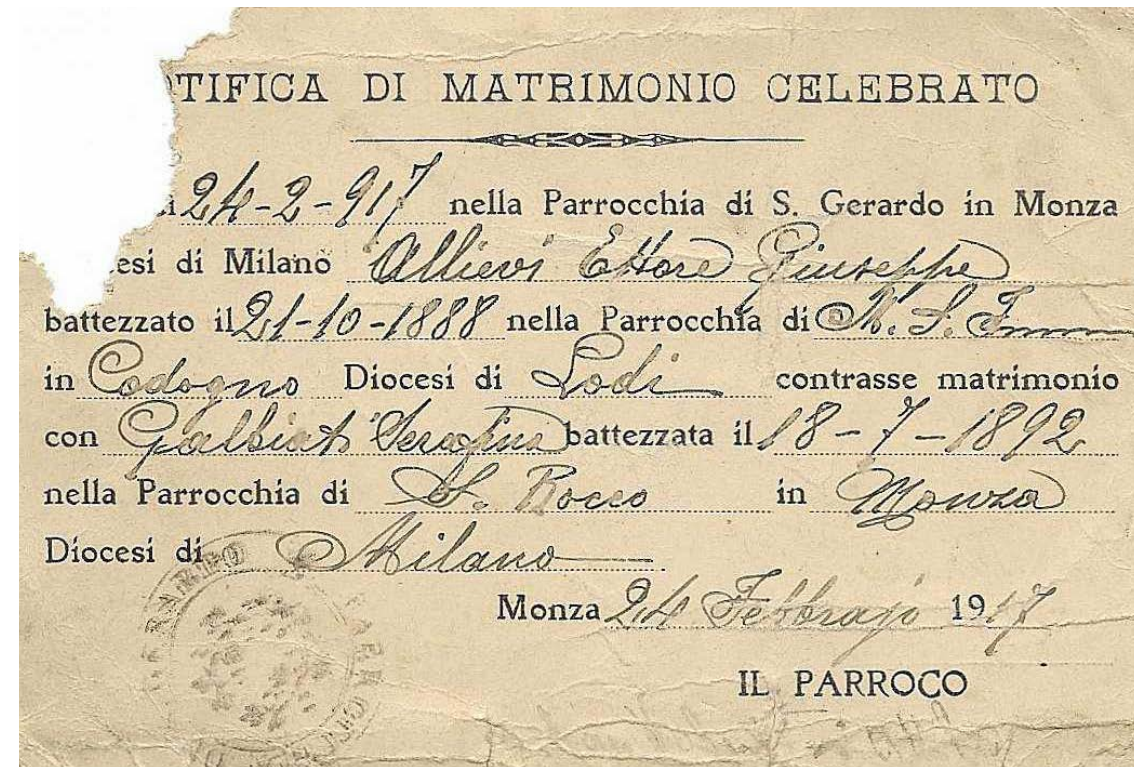 TIFICA DI MATRIMONIO CELEBRATO
24-2-917 nella Parrocchia di S. Gerardo in Monza
esi di Milano Allievi Ettore Giuseppe
battezzato il 21-10-1888 nella Parrocchia di N. S. Imm
in Codogno Diocesi di Lodi contrasse matrimonio
con Galbiati Serafina battezzata il 18-7-1892
nella Parrocchia di S. Rocco in Monza
Diocesi di Milano
Monza 24 Febbrajo 1917
IL PARROCO